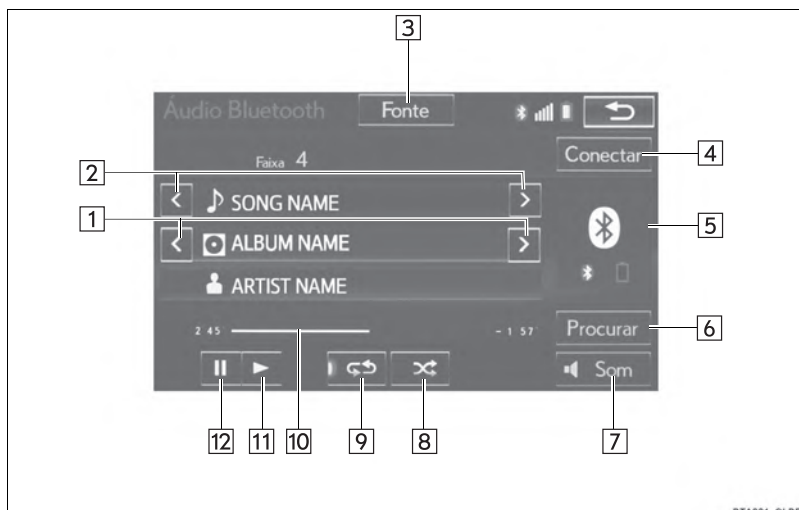 3
Áudio Bluetooth Fonte
Faixa 4 Conectar 4
2
SONG NAME
1
ALBUM NAME 5
ARTIST NAME
2 45 - 1 57 Procurar 6
Som
12 11 10 9 8 7